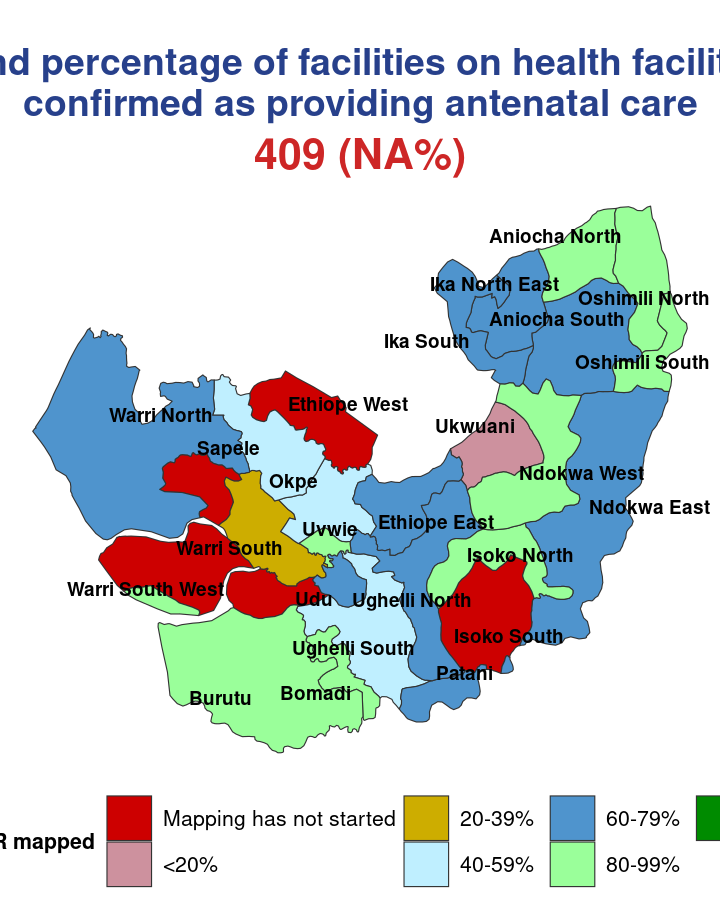 nd percentage of facilities on health facilit
confirmed as providing antenatal care
409 (NA%)
Aniocha North
Ika North East
Oshimili North
Aniocha South
Ika South
Oshimili South
Ethiope West
Warri North
Ukwuani
Sapele
Ndokwa West
Okpe
Ndokwa East
Ethiope East
Uvwie
Warri South
Isoko North
Warri South West
Udu
Ughelli North
Isoko South
Ughelli South
Patani
Bomadi
Burutu
R mapped
Mapping has not started
20-39%
60-79%
<20%
40-59%
80-99%